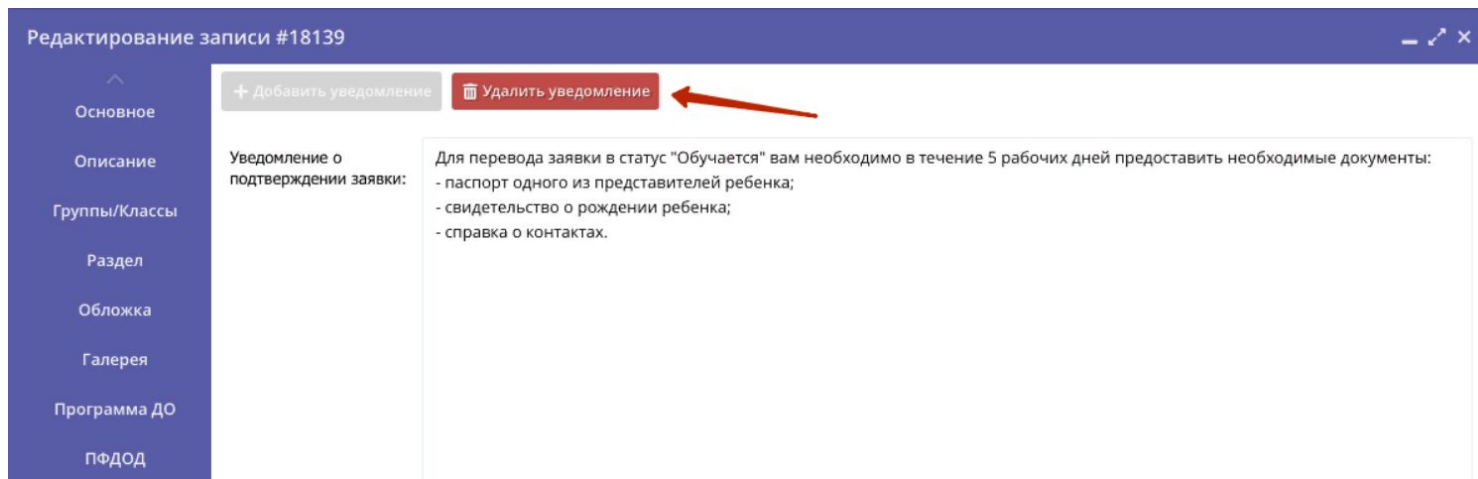 Редактирование записи #18139
Основное
Описание
Группы/Классы
Раздел
Обложка
Галерея
Программа ДО
ПФДОД
+ Добавить уведомление
Удалить уведомление
Уведомление о
подтверждении заявки:
Для перевода заявки в статус "Обучается" вам необходимо в течение 5 рабочих дней предоставить необходимые документы:
- паспорт одного из представителей ребенка;
- свидетельство о рождении ребенка;
- справка о контактах.